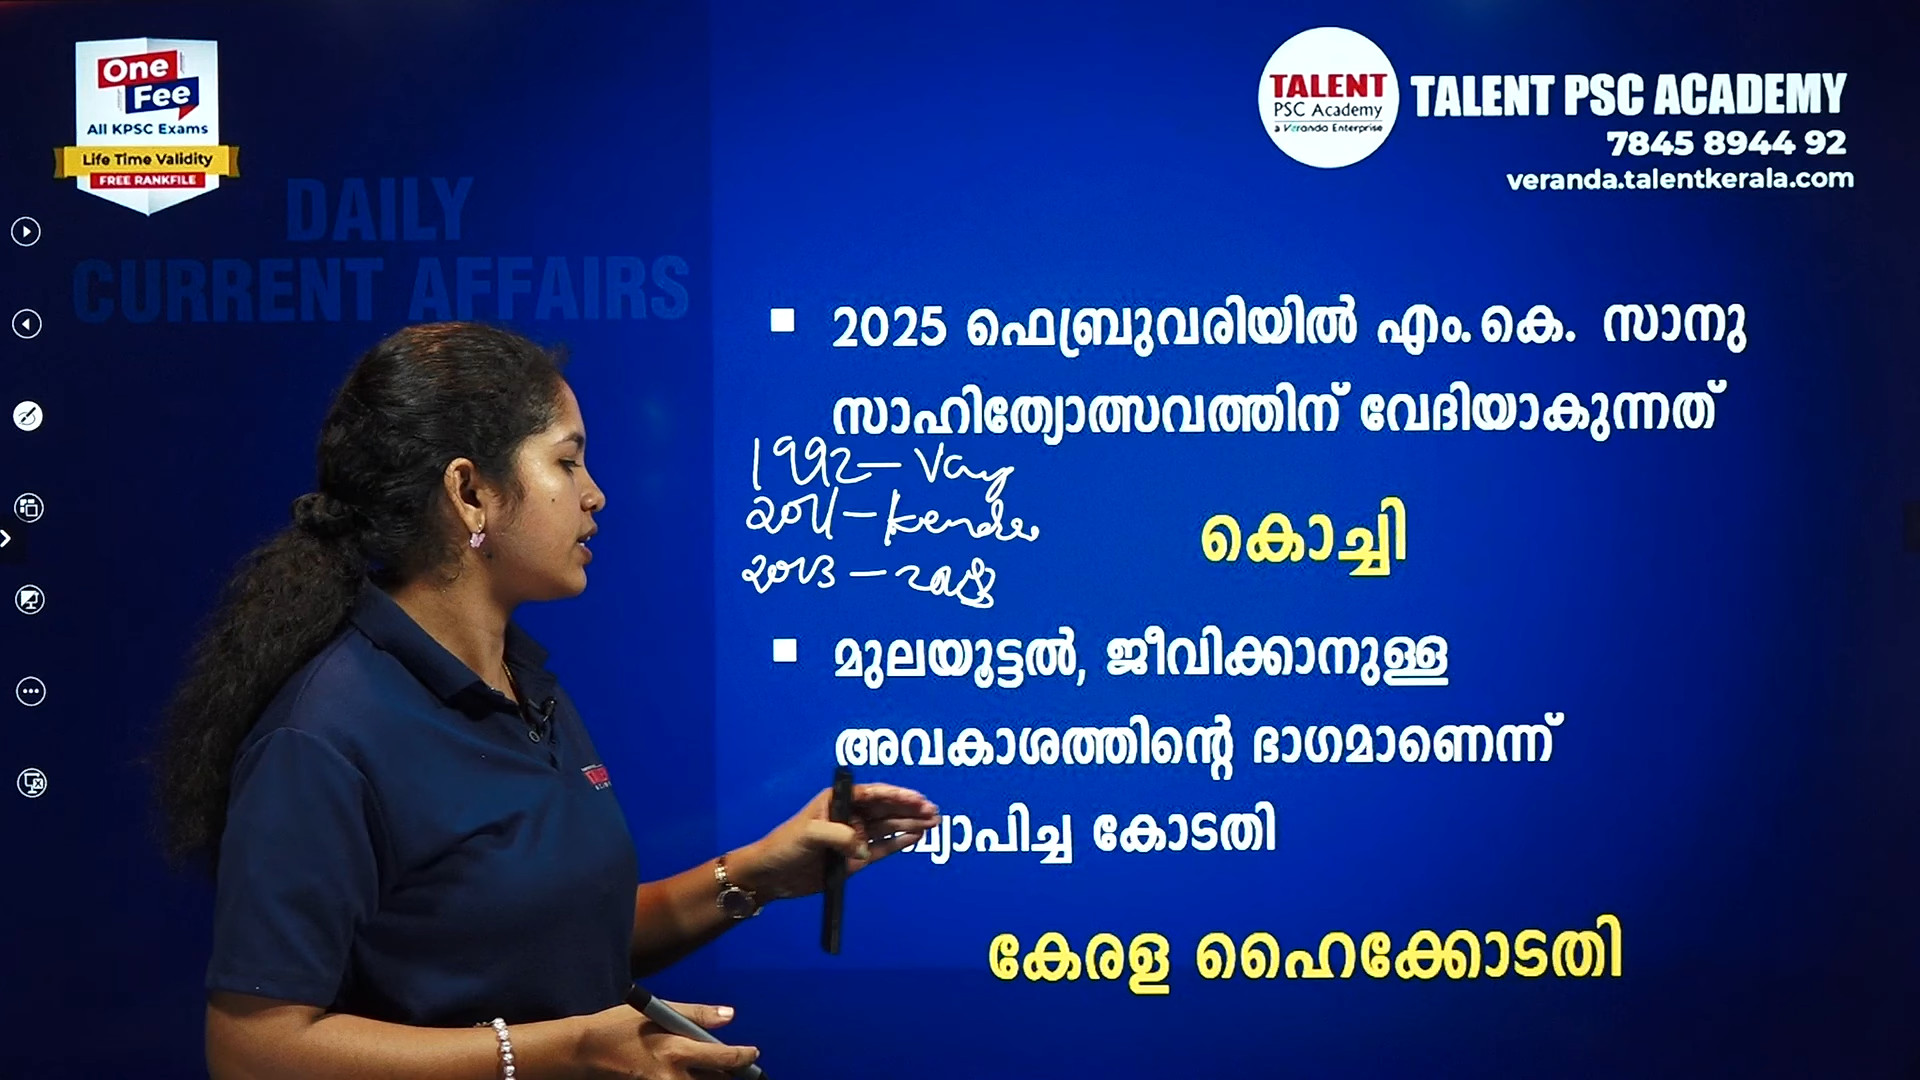 One
Fee
All KPSC Exams
Life Time Validity
FREE RANKFILE
DAILY
CURRENT AFFAIRS
TALENT
PSC Academy
a Veranda Enterprise
TALENT PSC ACADEMY
7845 8944 92
veranda.talentkerala.com
2025 ഫെബ്രുവരിയിൽ എം.കെ. സാനു
സാഹിത്യോത്സവത്തിന് വേദിയാകുന്നത്
1992 –
2011 –
2013 –
കൊച്ചി
മുലയൂട്ടൽ, ജീവിക്കാനുള്ള
അവകാശത്തിന്റെ ഭാഗമാണെന്ന്
കോടതി
കേരള ഹൈക്കോടതി